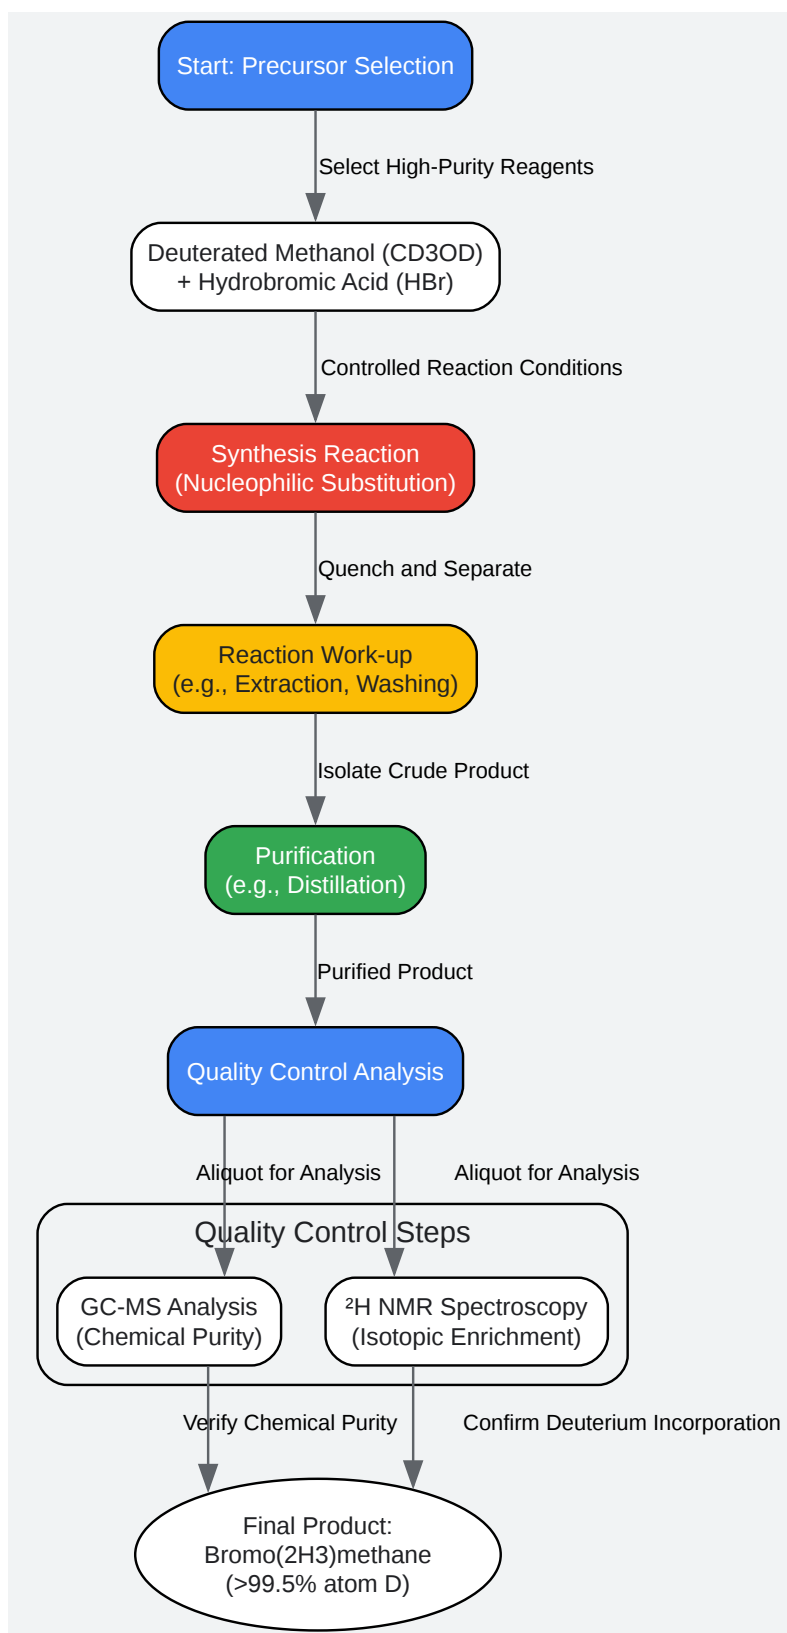 Start: Precursor Selection
Select High-Purity Reagents
Deuterated Methanol (CD3OD)
+ Hydrobromic Acid (HBr)
Controlled Reaction Conditions
Synthesis Reaction
(Nucleophilic Substitution)
Quench and Separate
Reaction Work-up
(e.g., Extraction, Washing)
Isolate Crude Product
Purification
(e.g., Distillation)
Purified Product
Quality Control Analysis
Aliquot for Analysis
Aliquot for Analysis
Quality Control Steps
GC-MS Analysis
(Chemical Purity)
²H NMR Spectroscopy
(Isotopic Enrichment)
Verify Chemical Purity
Confirm Deuterium Incorporation
Final Product:
Bromo(2H3)methane
(>99.5% atom D)